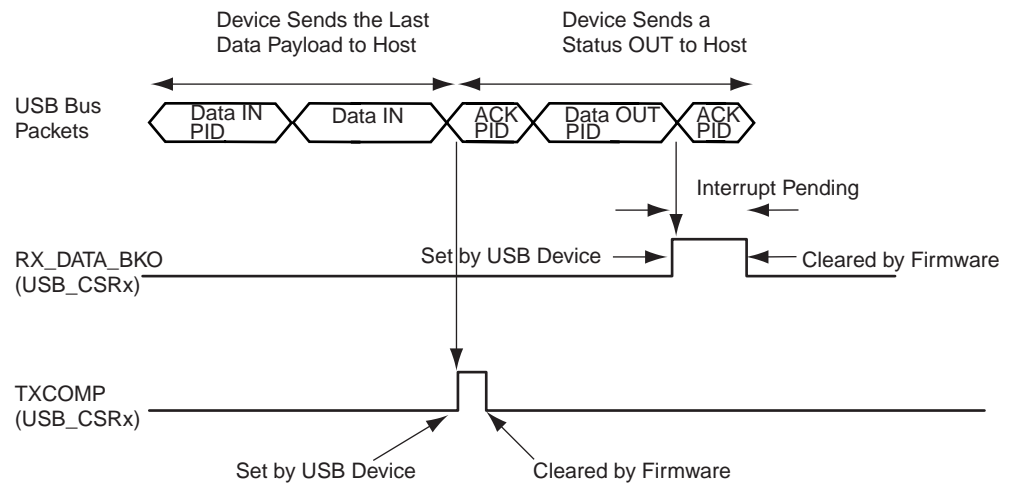 Device Sends the Last
Data Payload to Host
Device Sends a
Status OUT to Host
USB Bus
Packets
Data IN
PID
Data IN
ACK
PID
Data OUT
PID
ACK
PID
Interrupt Pending
RX_DATA_BKO
(USB_CSRx)
Set by USB Device
Cleared by Firmware
TXCOMP
(USB_CSRx)
Set by USB Device
Cleared by Firmware